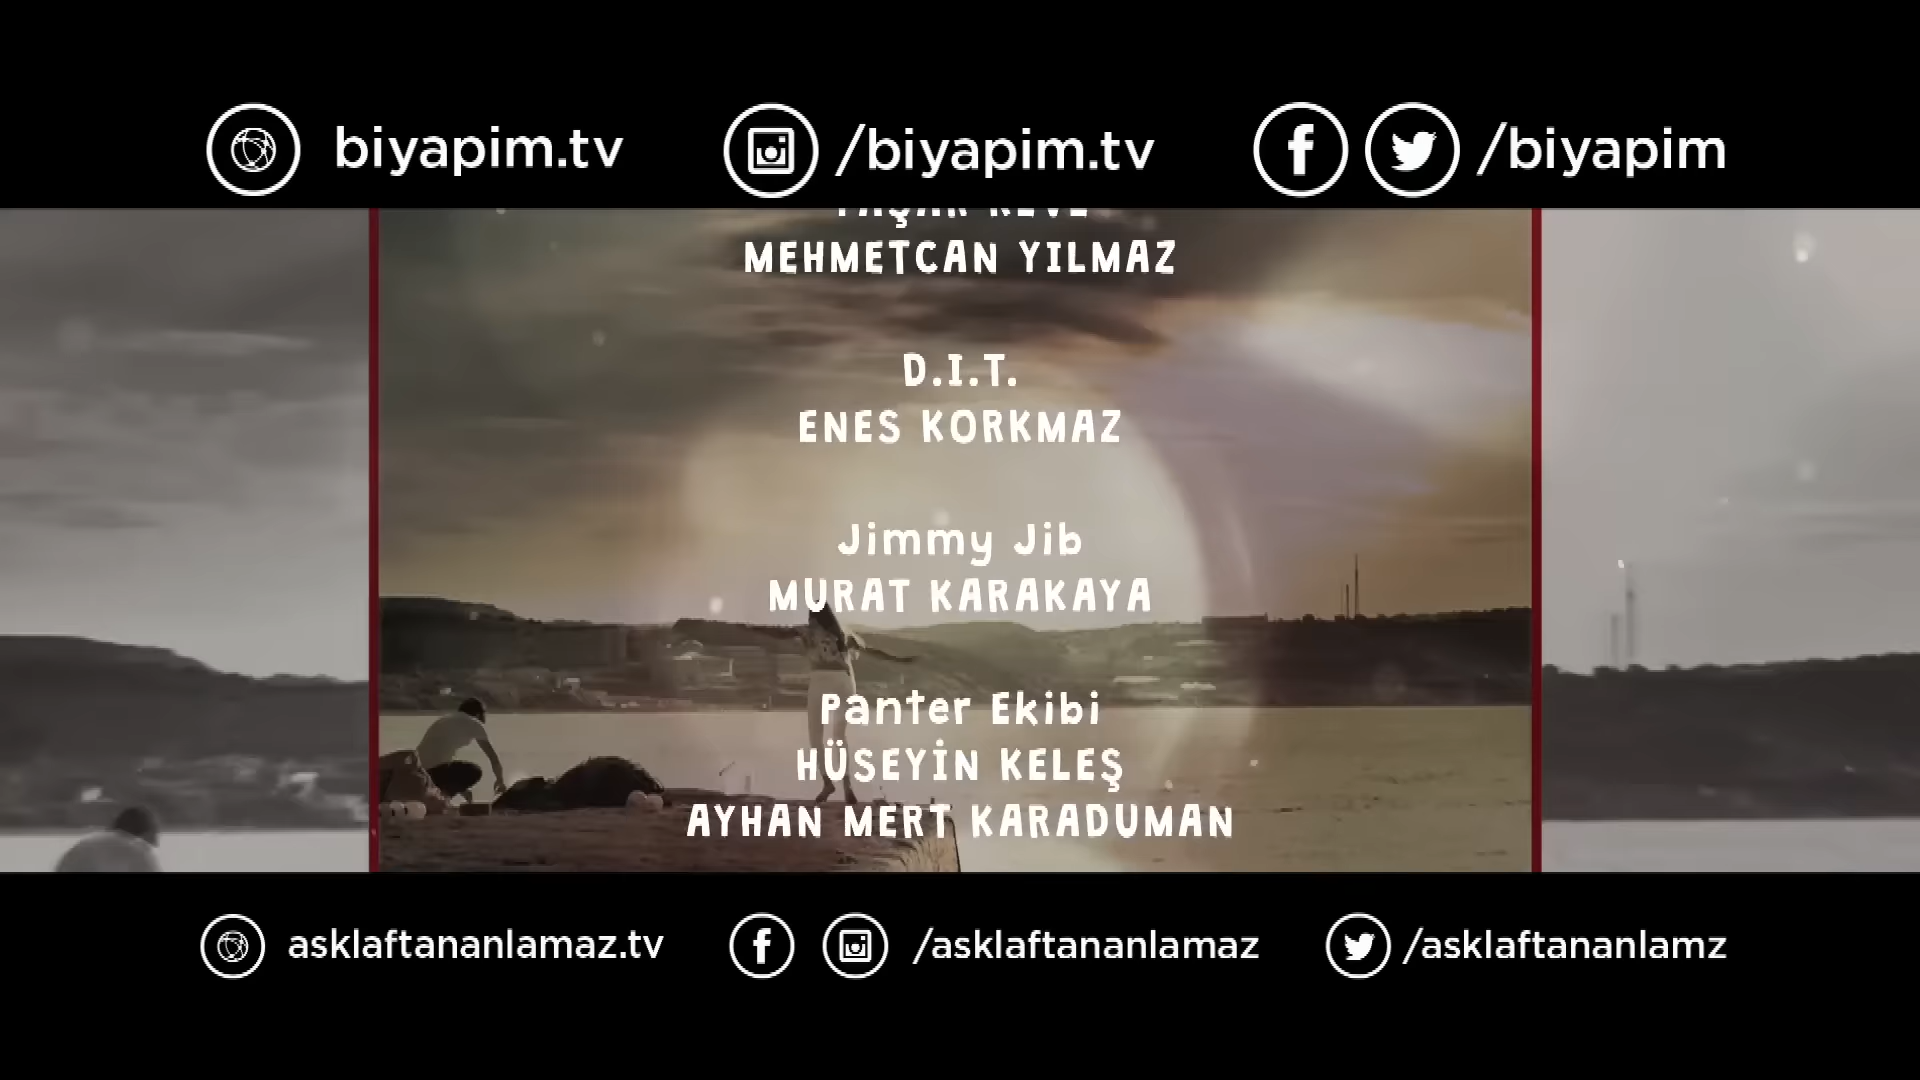 biyapim.tv
/biyapim.tv
/biyapim
MEHMETCAN YILMAZ
D.I.T.
ENES KORKMAZ
Jimmy Jib
MURAT KARAKAYA
Panter Ekibi
HÜSEYİN KELEŞ
AYHAN MERT KARADUMAN
asklaftananlamaz.tv
/asklaftananlamaz
/asklaftananlamz